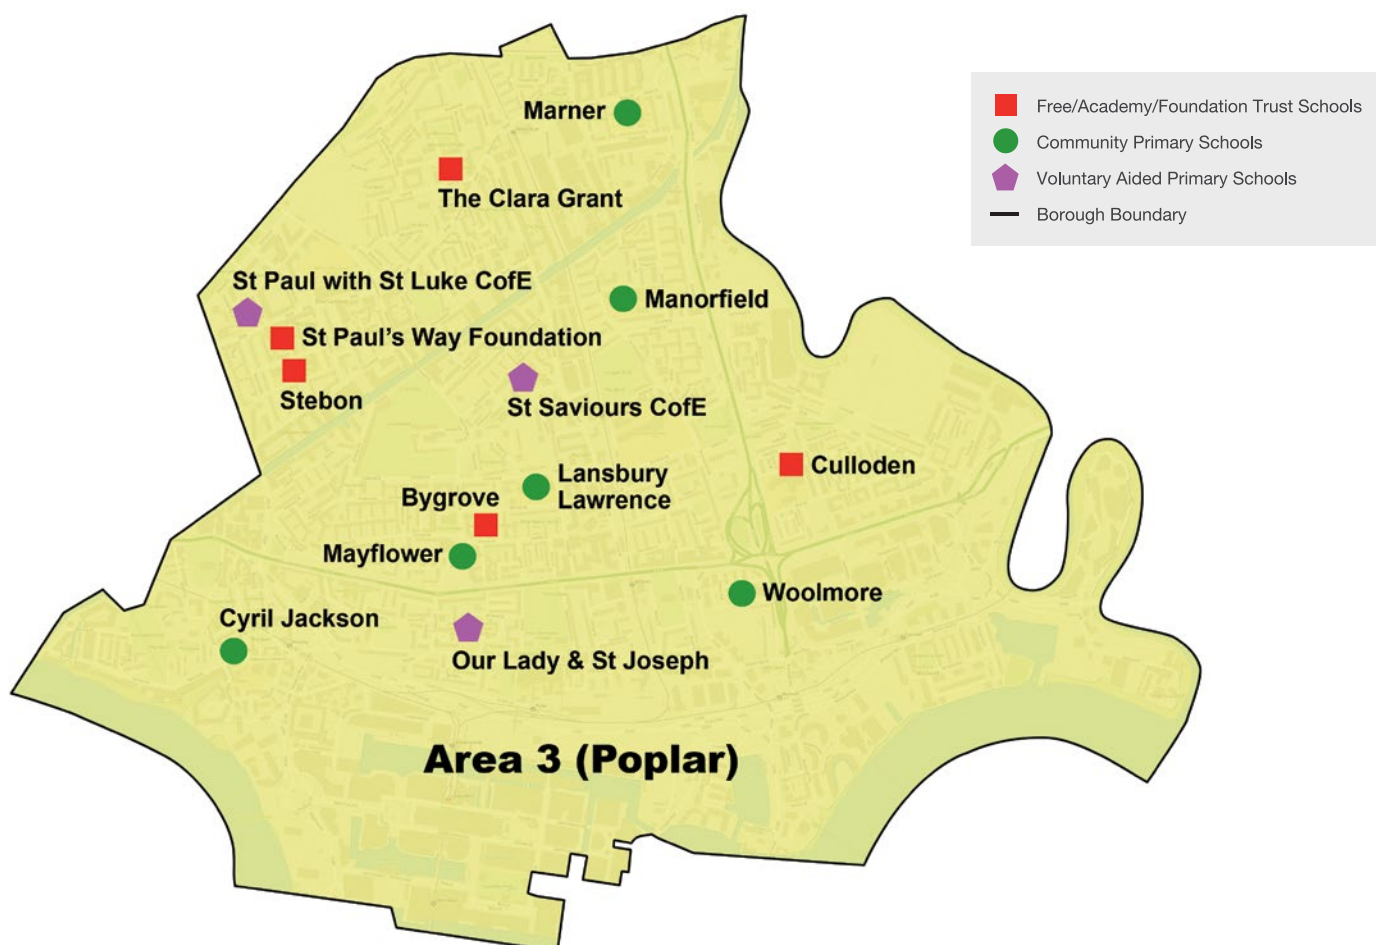 Marner
The Clara Grant
St Paul with St Luke CofE
Manorfield
St Paul's Way Foundation
Stebon
St Saviours CofE
Culloden
Lansbury
Lawrence
Bygrove
Mayflower
Woolmore
Cyril Jackson
Our Lady & St Joseph
Area 3 (Poplar)
Free/Academy/Foundation Trust Schools
Community Primary Schools
Voluntary Aided Primary Schools
Borough Boundary